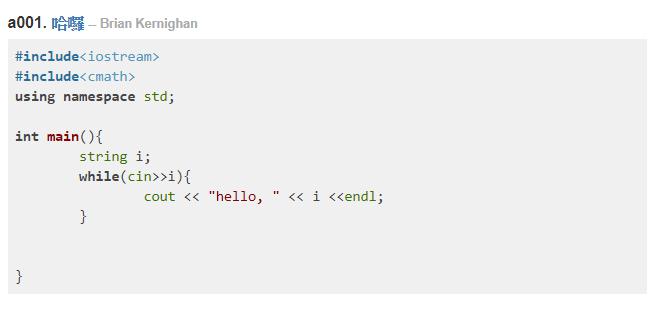 a001. 哈囉 -- Brian Kernighan
#include<iostream>
#include<cmath>
using namespace std;
int main(){
string i;
while(cin>>i){
cout << "hello, " << i <<endl;
}
}